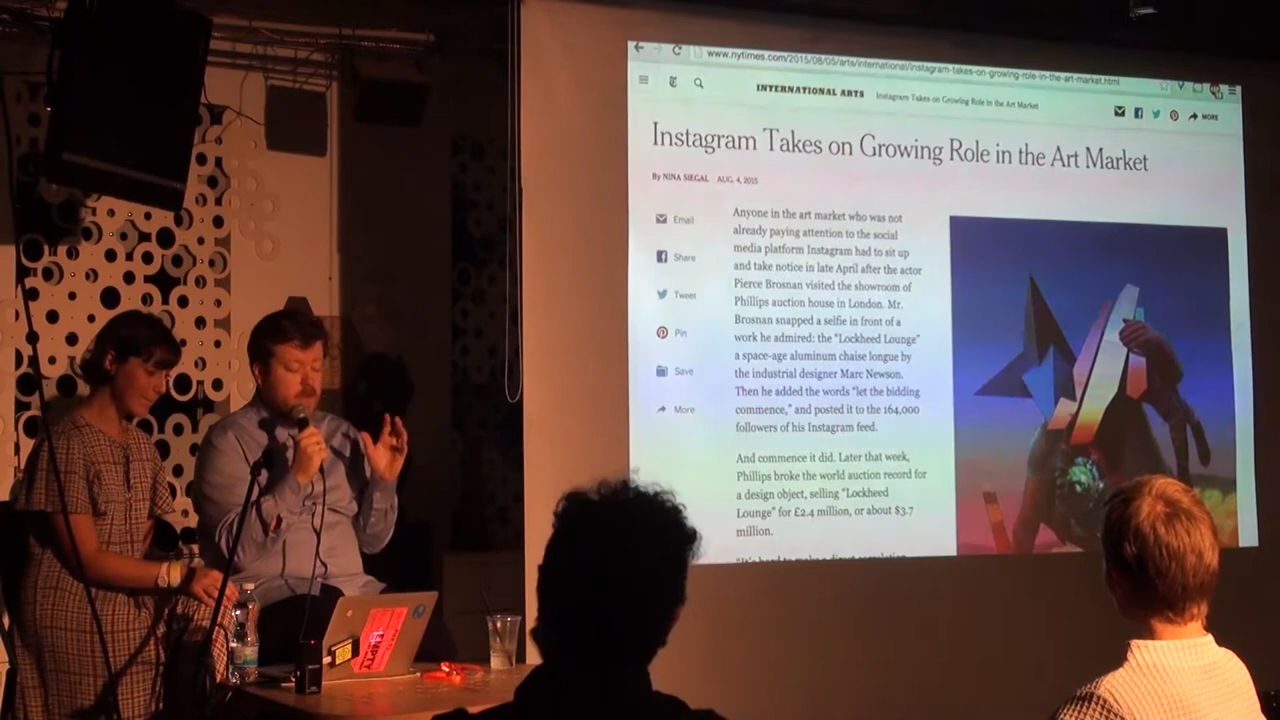 www.nytimes.com/2015/08/05/arts/international/instagram-takes-on-growing-role-in-the-art-market.html
INTERNATIONAL ARTS Instagram Takes on Growing Role in the Art Market
MORE
Instagram Takes on Growing Role in the Art Market
By NINA SIEGAL AUG. 4, 2015
Email
Share
Tweet
Pin
Save
More
Anyone in the art market who was not
already paying attention to the social
media platform Instagram had to sit up
and take notice in late April after the actor
Pierce Brosnan visited the showroom of
Phillips auction house in London. Mr.
Brosnan snapped a selfie in front of a
work he admired: the “Lockheed Lounge”
a space-age aluminum chaise longue by
the industrial designer Marc Newson.
Then he added the words “let the bidding
commence,” and posted it to the 164,000
followers of his Instagram feed.
And commence it did. Later that week,
Phillips broke the world auction record for
a design object, selling “Lockheed
Lounge” for £2.4 million, or about $3.7
million.
“It's hard to make a direct correlation
EMPTY